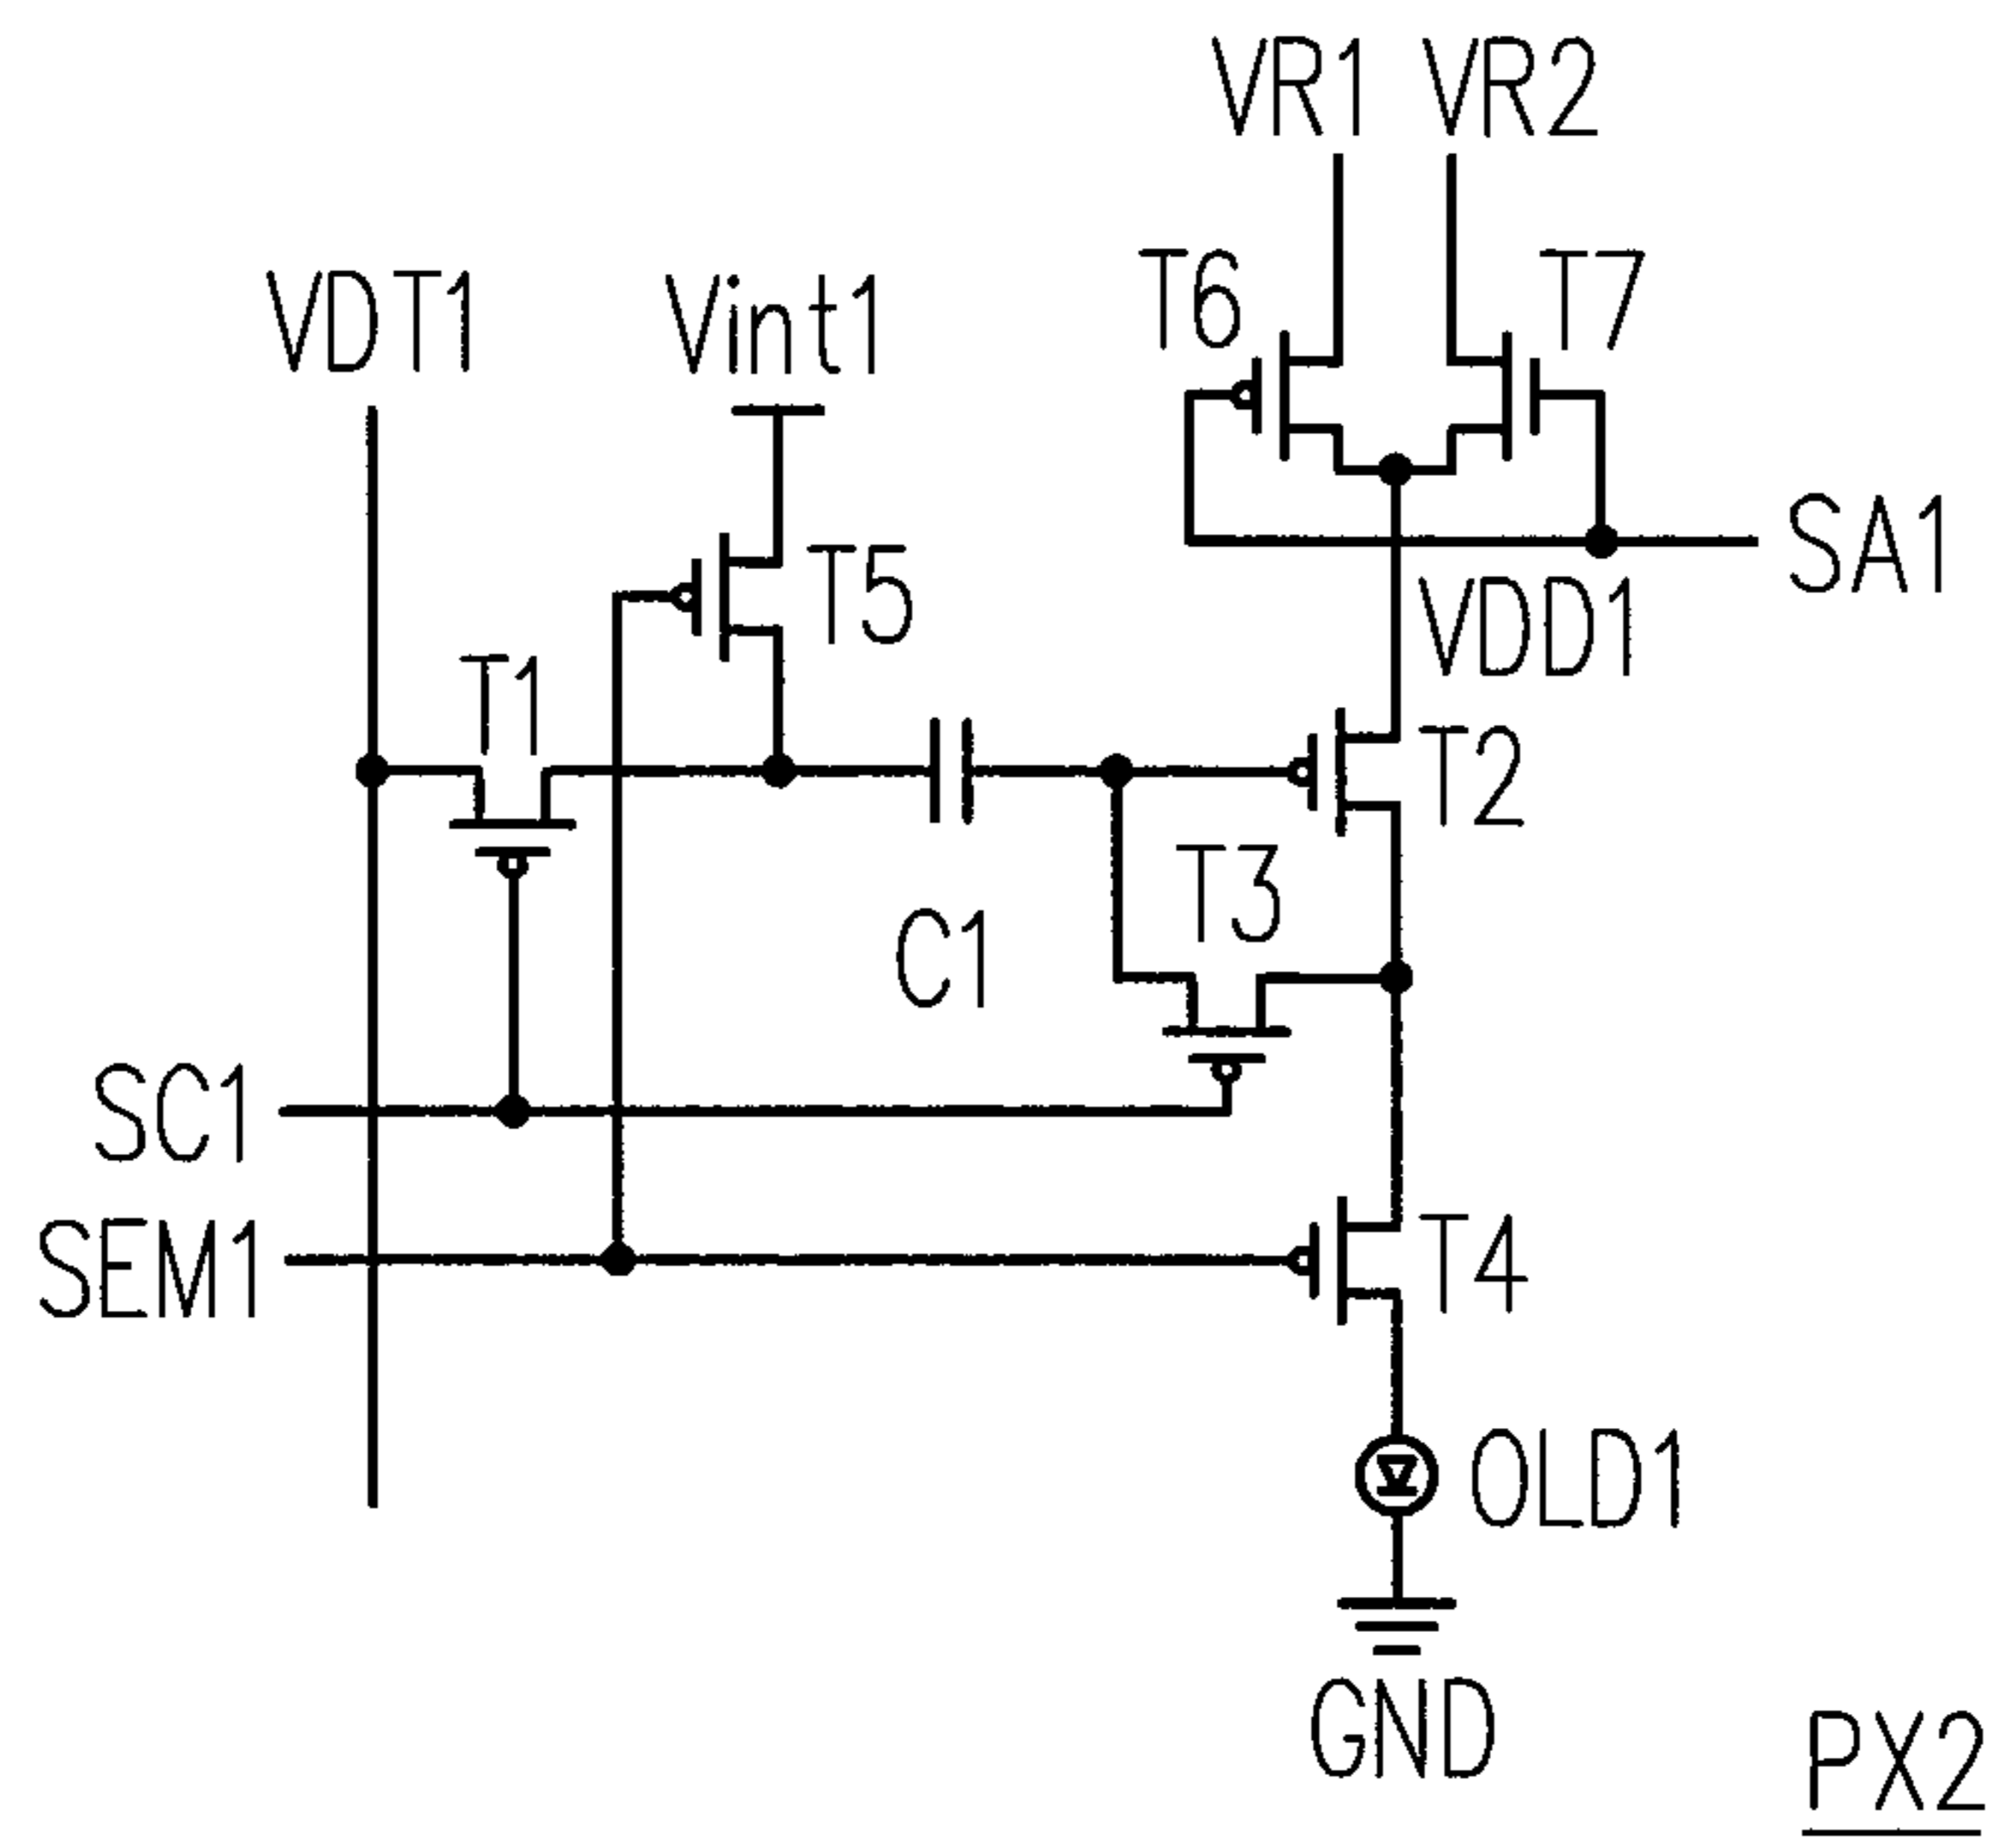 VR1 VR2
T6 T7
VDT1 Vint1
SA1
T5
VDD1
T1
T2
T3
C1
SC1
SEM1
T4
OLD1
GND
PX2